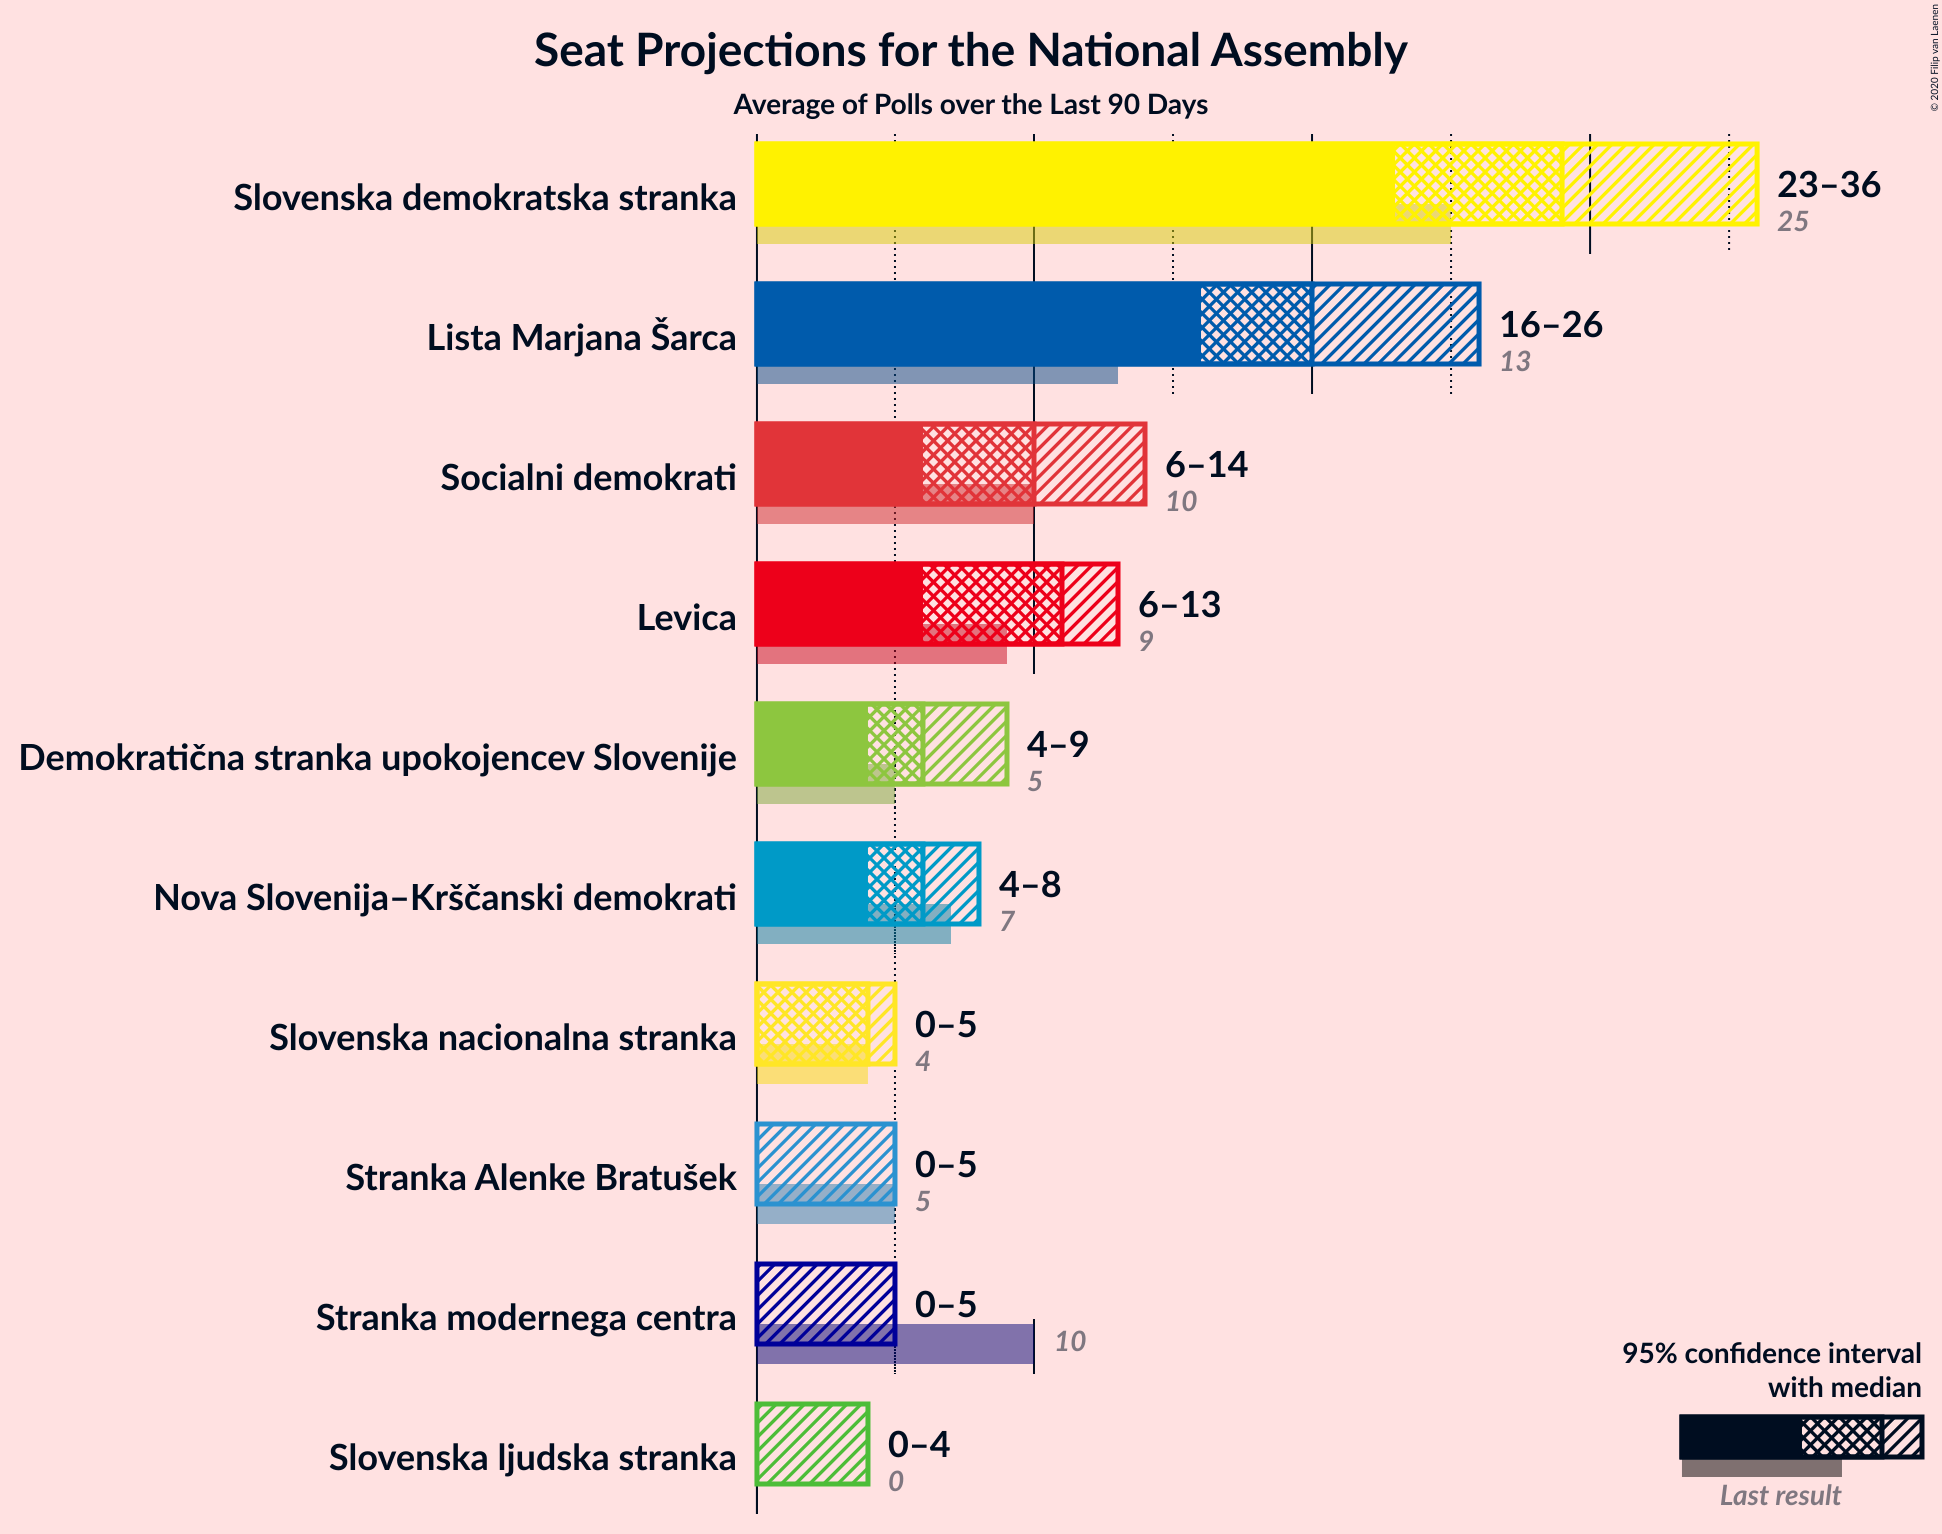 Seat Projections for the National Assembly
Average of Polls over the Last 90 Days
© 2020 Filip van Laenen
Slovenska demokratska stranka
23–36
25
Lista Marjana Šarca
16–26
13
Socialni demokrati
6–14
10
Levica
6–13
9
Demokratična stranka upokojencev Slovenije
4–9
5
Nova Slovenija–Krščanski demokrati
4–8
7
Slovenska nacionalna stranka
0–5
4
Stranka Alenke Bratušek
0–5
5
Stranka modernega centra
0–5
10
Slovenska ljudska stranka
0–4
0
95% confidence interval
with median
Last result